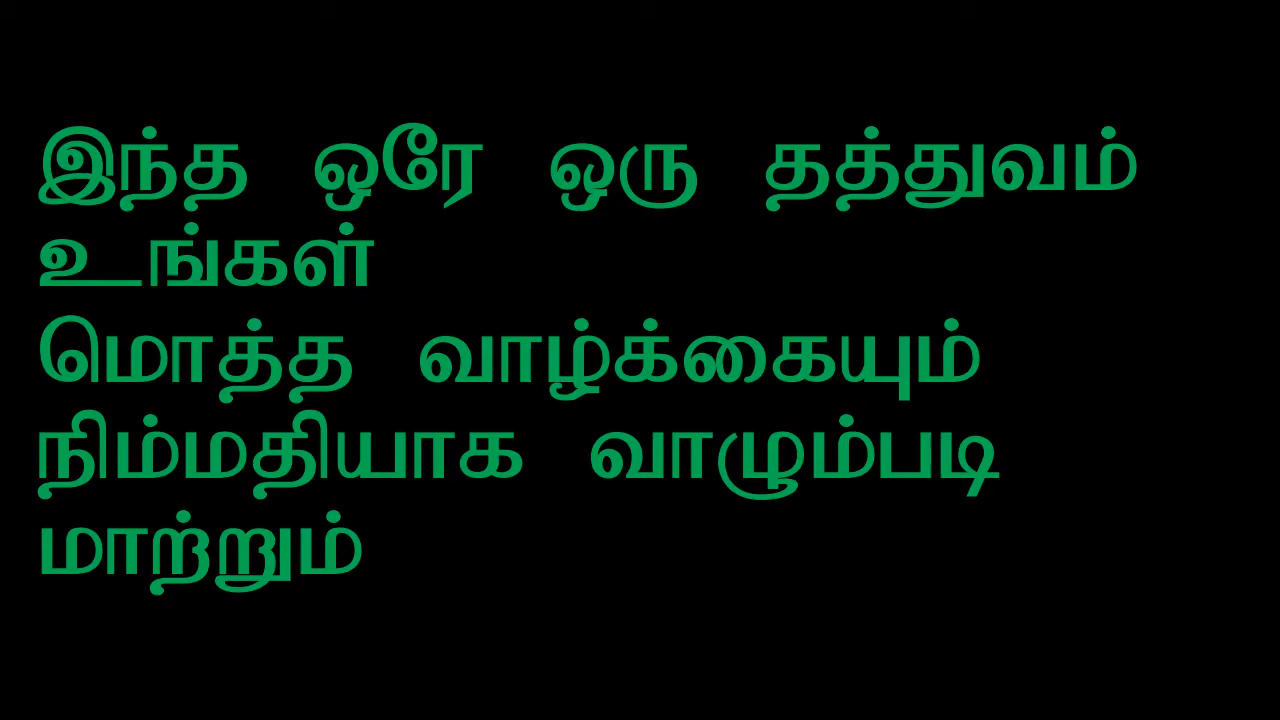 இந்த ஒரே ஒரு தத்துவம்
உங்கள்
மொத்த வாழ்க்கையும்
நிம்மதியாக வாழும்படி
மாற்றும்